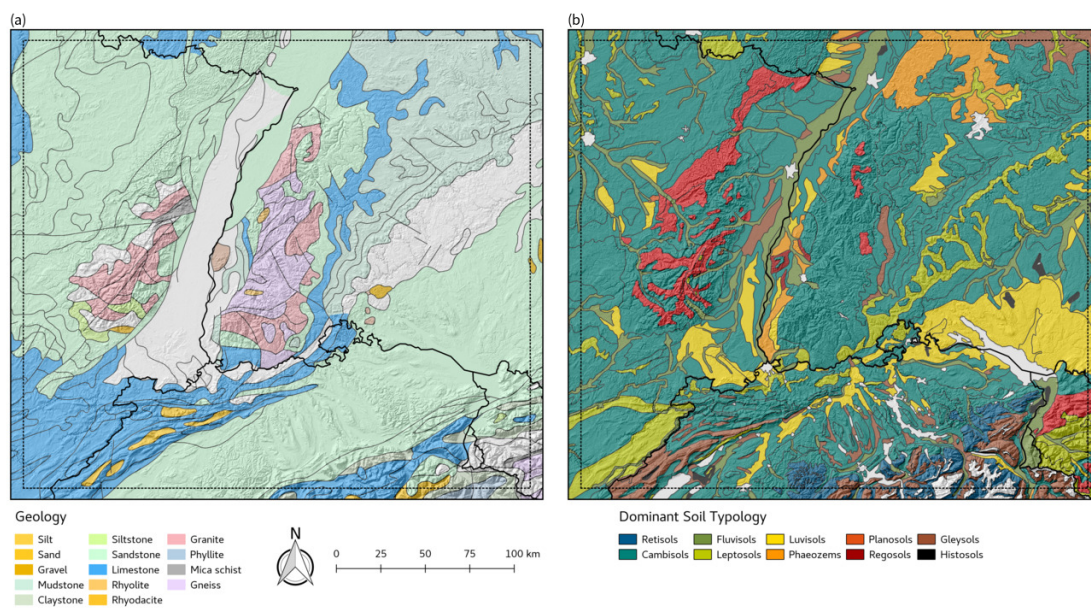 (a)
(b)
Geology
Silt
Sand
Gravel
Mudstone
Claystone
Siltstone
Sandstone
Limestone
Rhyolite
Rhyodacite
Granite
Phyllite
Mica schist
Gneiss
N
0 25 50 75 100 km
Dominant Soil Typology
Retisols
Cambisols
Fluvisols
Leptosols
Luvisols
Phaeozems
Planosols
Regosols
Gleysols
Histosols